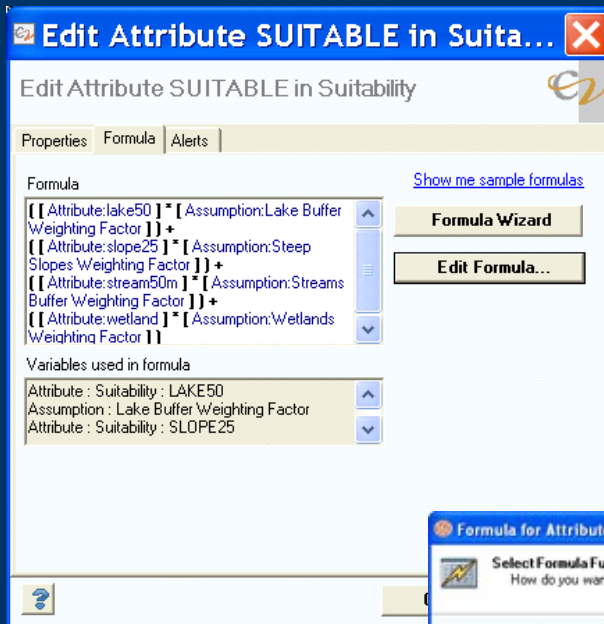 Edit Attribute SUITABLE in Suita...
Edit Attribute SUITABLE in Suitability
Properties Formula Alerts
Formula
Show me sample formulas
( [ Attribute:lake50 ] * [ Assumption:Lake Buffer
Weighting Factor ] ) +
( [ Attribute:slope25 ] * [ Assumption:Steep
Slopes Weighting Factor ] ) +
( [ Attribute:stream50m ] * [ Assumption:Streams
Buffer Weighting Factor ] ) +
( [ Attribute:wetland ] * [ Assumption:Wetlands
Weighting Factor ] )
Formula Wizard
Edit Formula...
Variables used in formula
Attribute : Suitability : LAKE50
Assumption : Lake Buffer Weighting Factor
Attribute : Suitability : SLOPE25
Formula for Attribut
Select Formula Fu
How do you wan
?